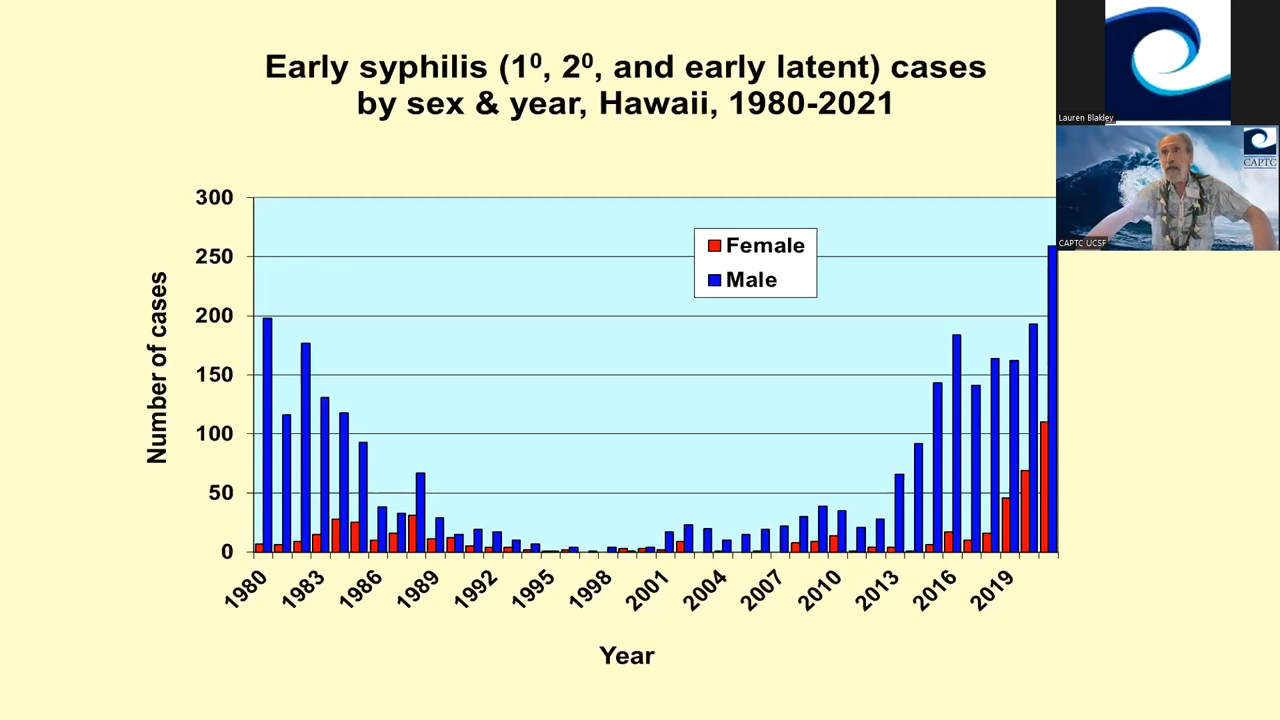 Early syphilis (1⁰, 2⁰, and early latent) cases
by sex & year, Hawaii, 1980-2021
Lauren Blakley
CAPTC
CAPTC UCSF
Female
Male
Number of cases
300
250
200
150
100
50
0
1980
1983
1986
1989
1992
1995
1998
2001
2004
2007
2010
2013
2016
2019
Year